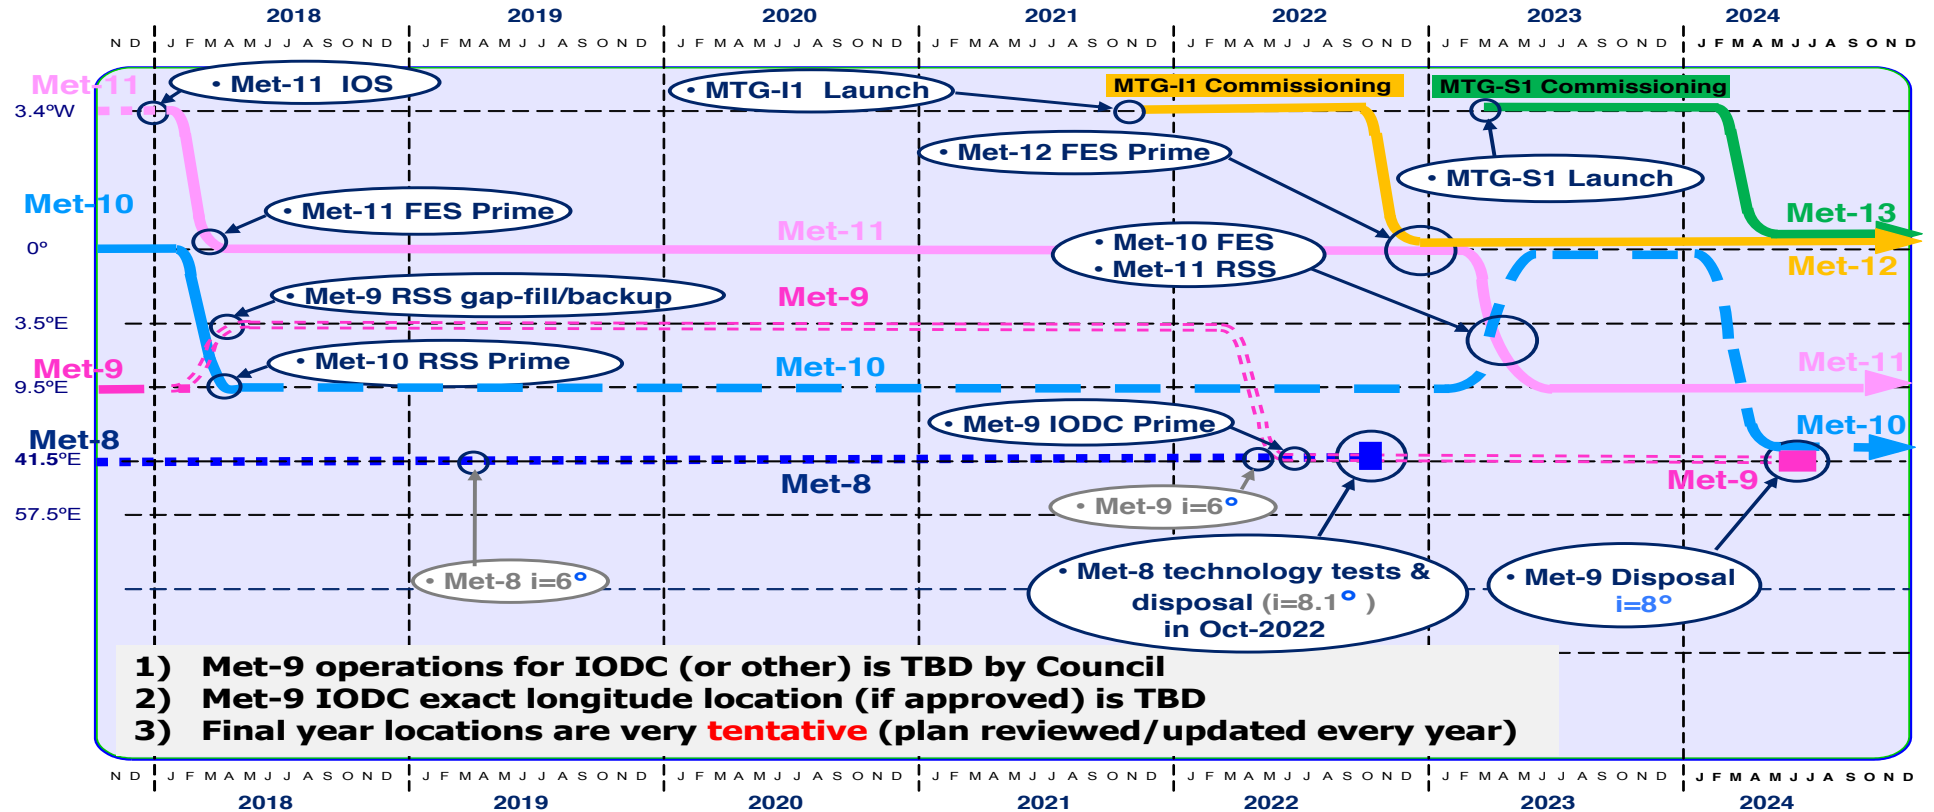 2018 2019 2020 2021 2022 2023 2024
N D J F M A M J J A S O N D J F M A M J J A S O N D J F M A M J J A S O N D J F M A M J J A S O N D J F M A M J J A S O N D J F M A M J J A S O N D J F M A M J J A S O N D
Met-11
• Met-11 IOS
• MTG-I1 Launch
MTG-I1 Commissioning
MTG-S1 Commissioning
3.4ºW
• Met-12 FES Prime
• MTG-S1 Launch
Met-10
• Met-11 FES Prime
Met-11
Met-13
0º
• Met-10 FES
• Met-11 RSS
Met-12
• Met-9 RSS gap-fill/backup
Met-9
3.5ºE
Met-9
• Met-10 RSS Prime
Met-10
Met-11
9.5ºE
• Met-9 IODC Prime
Met-10
Met-8
41.5ºE
Met-8
Met-9
• Met-9 i=6°
57.5ºE
• Met-8 i=6°
• Met-8 technology tests &
disposal (i=8.1° )
in Oct-2022
• Met-9 Disposal
i=8°
1) Met-9 operations for IODC (or other) is TBD by Council
2) Met-9 IODC exact longitude location (if approved) is TBD
3) Final year locations are very tentative (plan reviewed/updated every year)
N D J F M A M J J A S O N D J F M A M J J A S O N D J F M A M J J A S O N D J F M A M J J A S O N D J F M A M J J A S O N D J F M A M J J A S O N D J F M A M J J A S O N D
2018 2019 2020 2021 2022 2023 2024